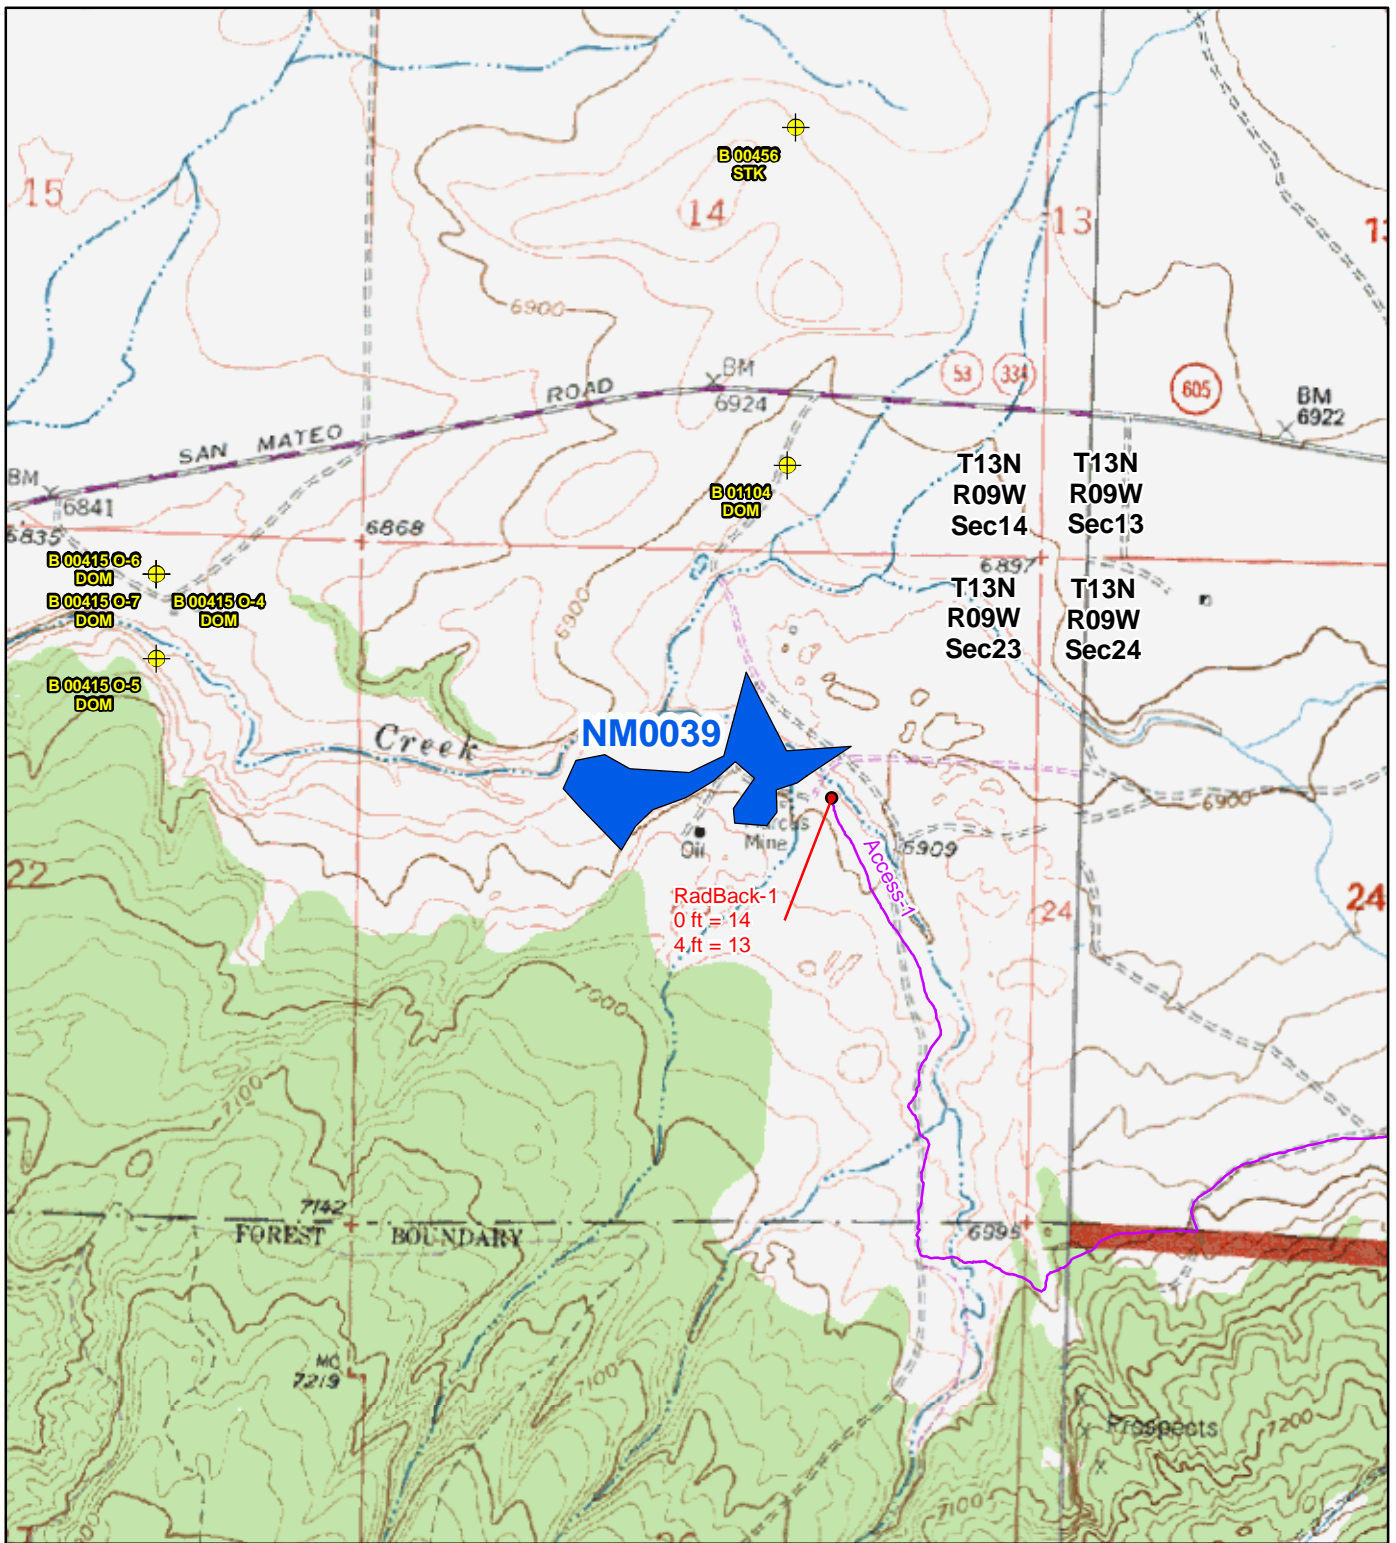 B 00456
STK
15
14
13
6900
BM
6924
53
334
605
BM
6922
SAN MATEO ROAD
BM
6841
6835
6868
B 01104
DOM
T13N
R09W
Sec14
T13N
R09W
Sec13
6897
B 00415 O-6
DOM
B 00415 O-7
DOM
B 00415 O-4
DOM
B 00415 O-5
DOM
6900
T13N
R09W
Sec23
T13N
R09W
Sec24
Creek
NM0039
6900
Oil
Marcus
Mine
6909
Access-1
22
24
24
RadBack-1
0 ft = 14
4 ft = 13
7000
7100
7142
FOREST BOUNDARY
6995
MC
7219
7100
Prospects
7200
7100